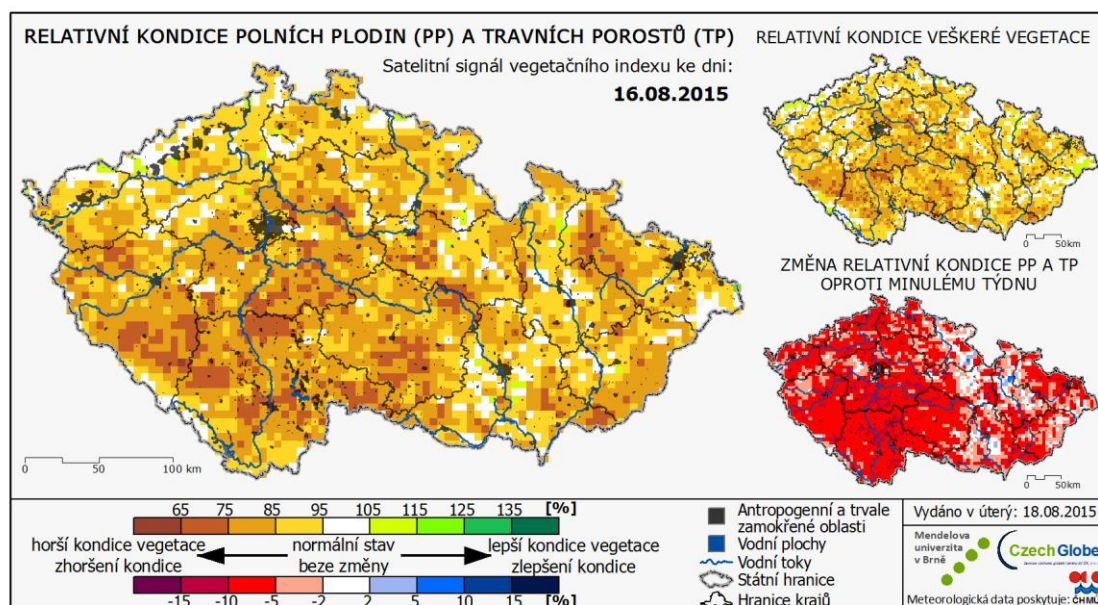 RELATIVNÍ KONDICE POLNÍCH PLODIN (PP) A TRAVNÍCH POROSTŮ (TP)
Satelitní signál vegetačního indexu ke dni:
16.08.2015
0 50 100 km
RELATIVNÍ KONDICE VEŠKERÉ VEGETACE
0 50km
ZMĚNA RELATIVNÍ KONDICE PP A TP
OPROTI MINULÉMU TÝDNU
0 50km
65 75 85 95 105 115 125 135 [%]
horší kondice vegetace normální stav lepší kondice vegetace
zhoršení kondice beze změny zlepšení kondice
-15 -10 -5 -2 2 5 10 15 [%]
Antropogenní a trvale
zamokřené oblasti
Vodní plochy
Vodní toky
Státní hranice
Hranice krajů
Vydáno v úterý: 18.08.2015
Mendelova
univerzita
v Brně
CzechGlobe
Meteorologická data poskytuje: ČHMÚ